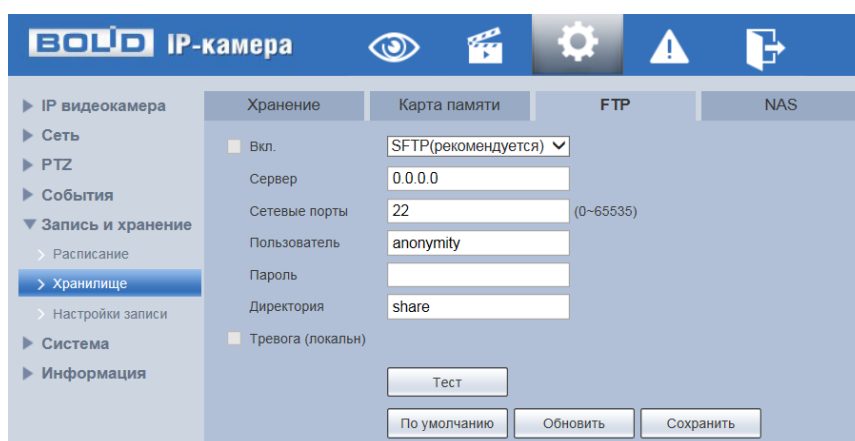 BOLID IP-камера
IP видеокамера
Сеть
PTZ
События
Запись и хранение
Расписание
Хранилище
Настройки записи
Система
Информация
Хранение Карта памяти FTP NAS
Вкл. SFTP(рекомендуется)
Сервер 0.0.0.0
Сетевые порты 22 (0~65535)
Пользователь anonymity
Пароль
Директория share
Тревога (локальн)
Тест
По умолчанию Обновить Сохранить